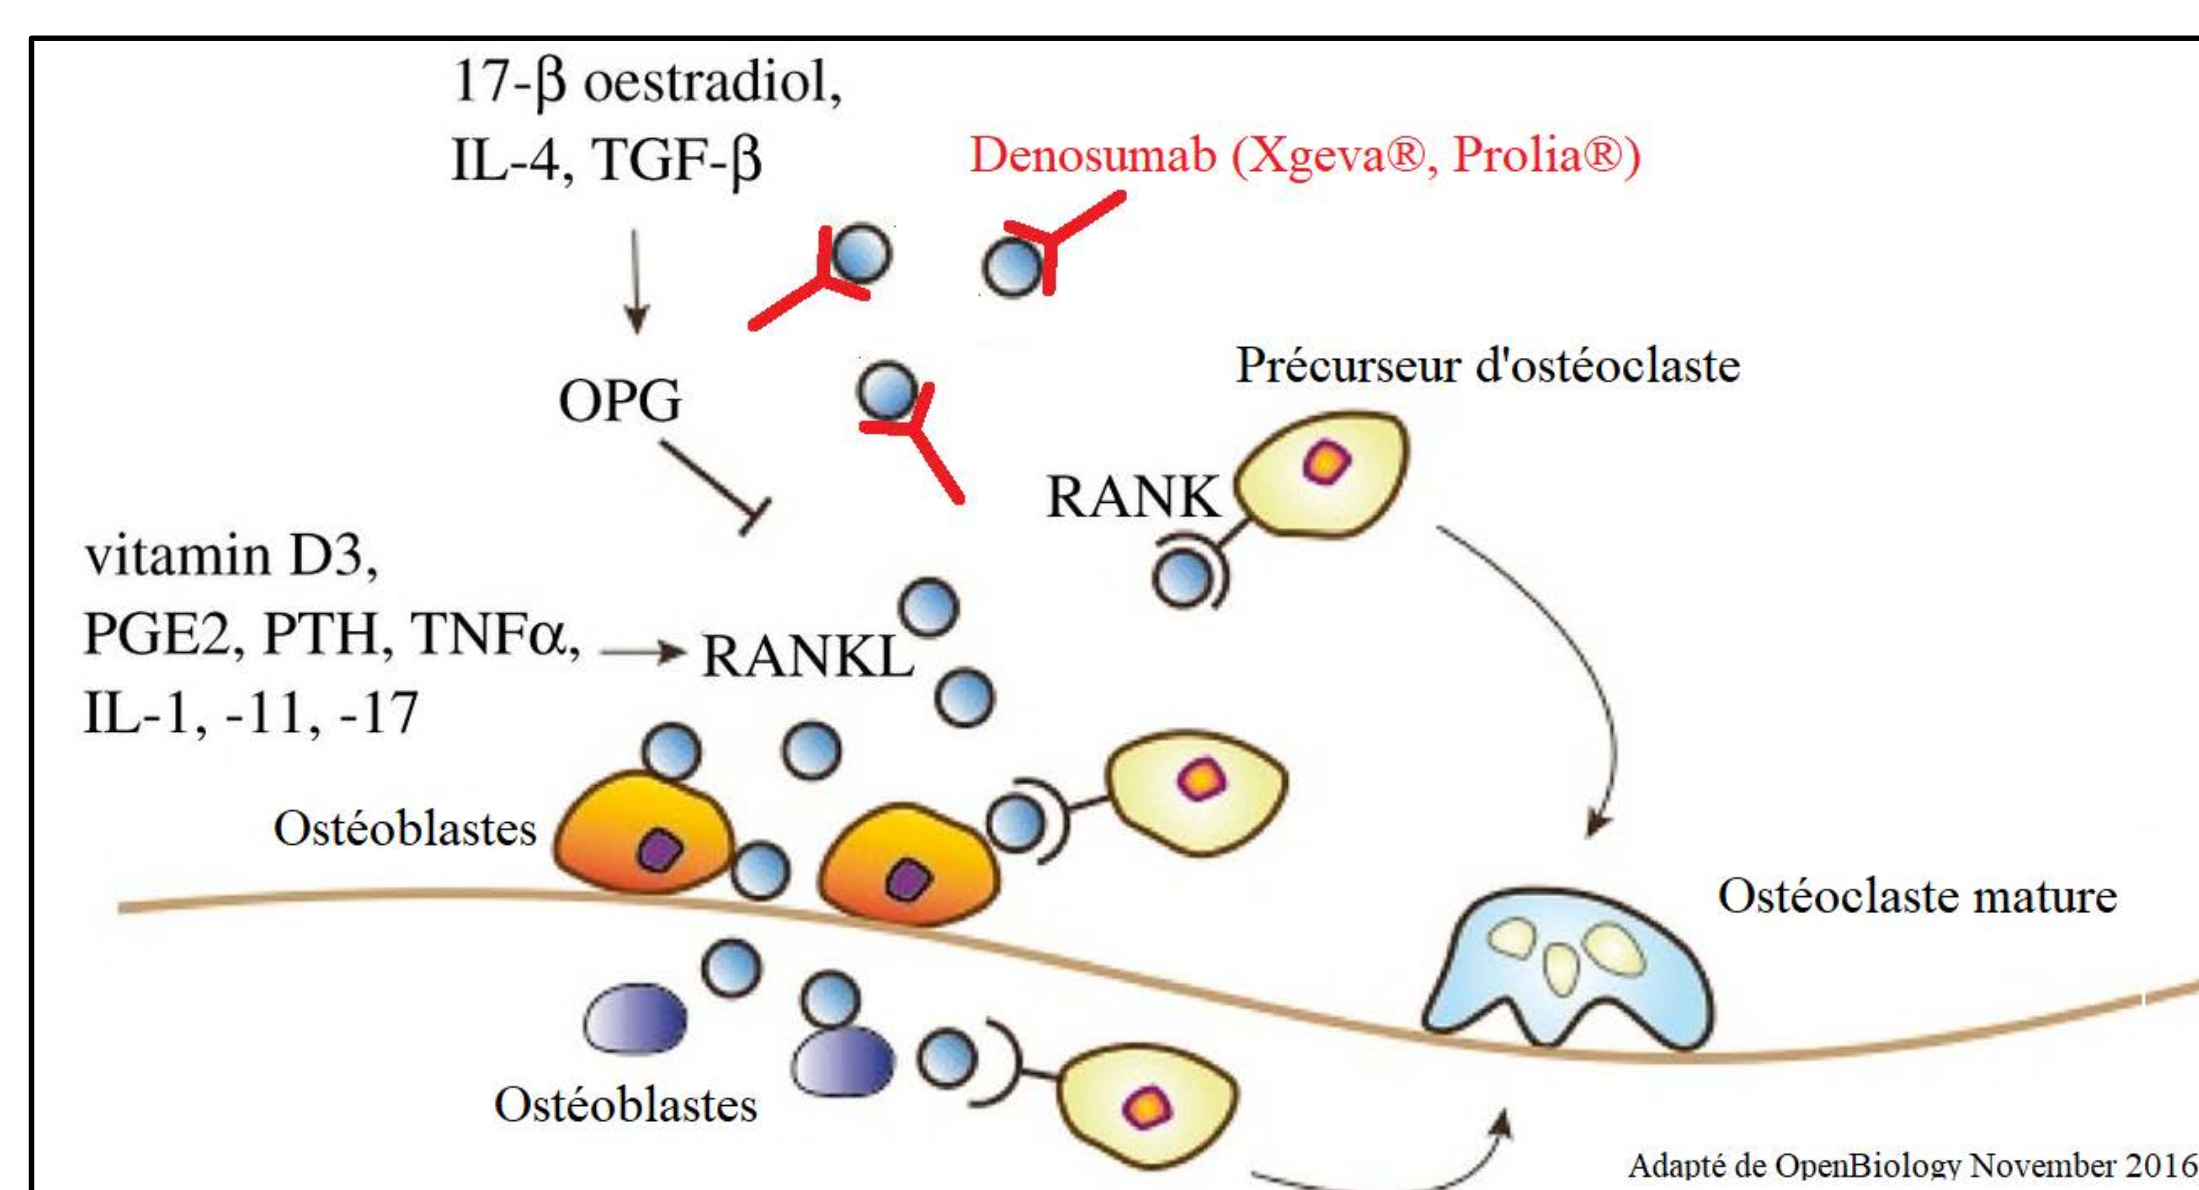 17-β oestradiol,
IL-4, TGF-β
Denosumab (Xgeva®, Prolia®)
OPG
Précurseur d'ostéoclaste
RANK
vitamin D3,
PGE2, PTH, TNFα,
IL-1, -11, -17
RANKL
Ostéoblastes
Ostéoclaste mature
Ostéoblastes
Adapté de OpenBiology November 2016